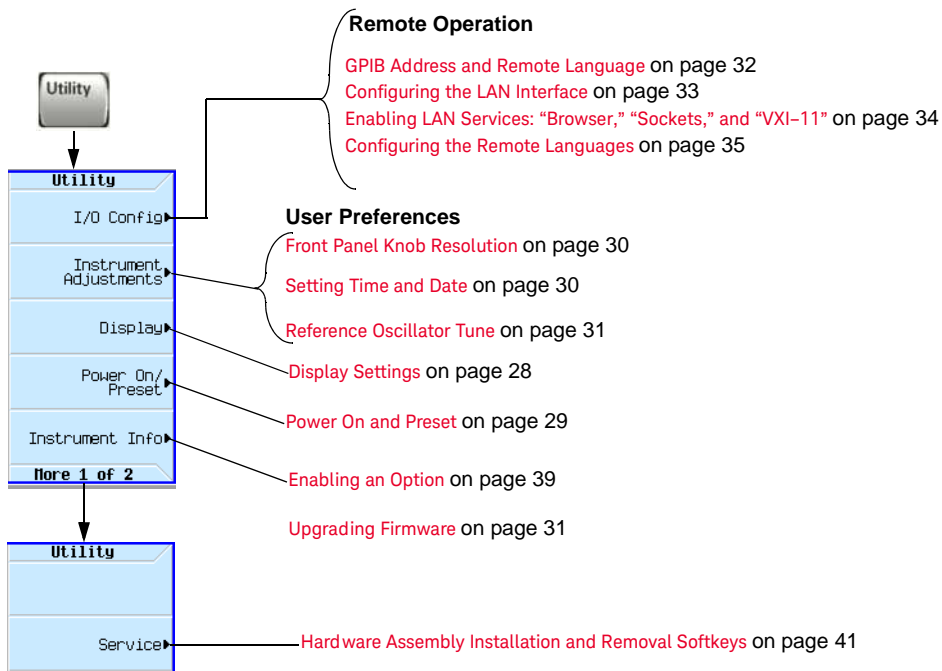 Remote Operation
GPIB Address and Remote Language on page 32
Configuring the LAN Interface on page 33
Enabling LAN Services: “Browser,” “Sockets,” and “VXI–11” on page 34
Configuring the Remote Languages on page 35
Utility
Utility
I/O Config
Instrument
Adjustments
Display
Power On/
Preset
Instrument Info
More 1 of 2
User Preferences
Front Panel Knob Resolution on page 30
Setting Time and Date on page 30
Reference Oscillator Tune on page 31
Display Settings on page 28
Power On and Preset on page 29
Enabling an Option on page 39
Upgrading Firmware on page 31
Utility
Service
Hardware Assembly Installation and Removal Softkeys on page 41